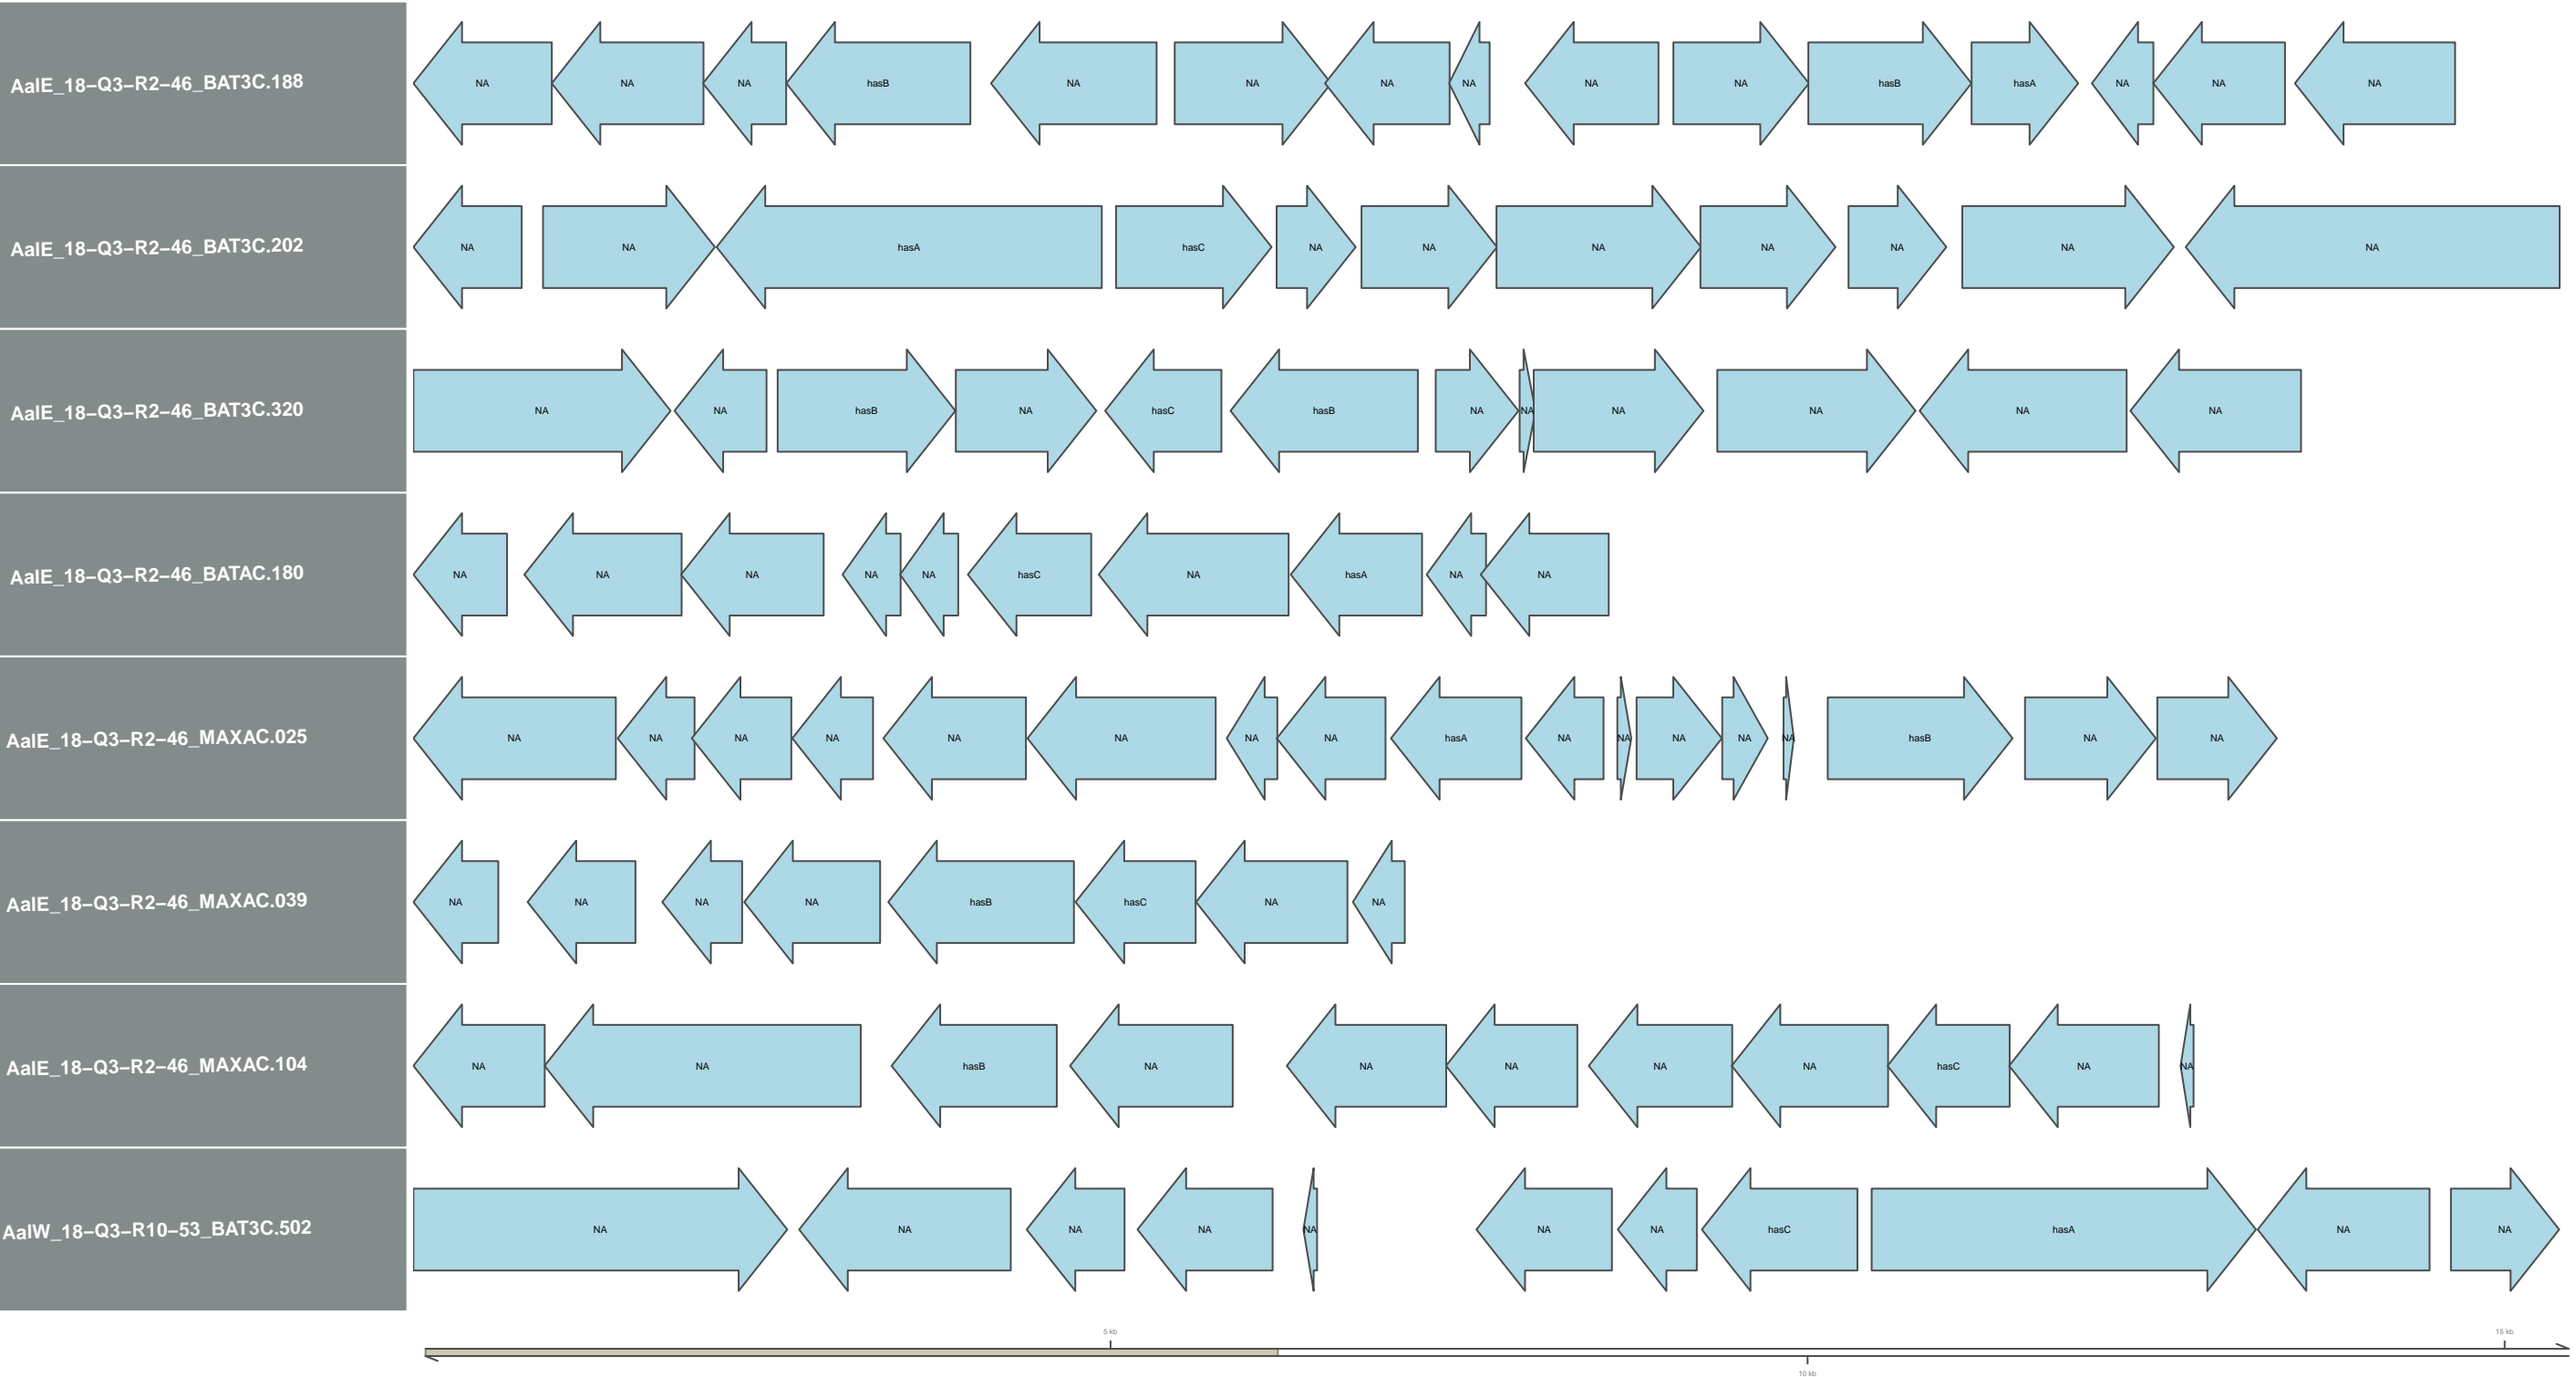 AalE_18–Q3–R2–46_BAT3C.188
NA NA NA hasB NA NA NA NA NA NA hasB hasA NA NA NA
AalE_18–Q3–R2–46_BAT3C.202
NA NA hasA hasC NA NA NA NA NA NA NA
AalE_18–Q3–R2–46_BAT3C.320
NA NA hasB NA hasC hasB NA NA NA NA NA NA
AalE_18–Q3–R2–46_BATAC.180
NA NA NA NA NA hasC NA hasA NA NA
AalE_18–Q3–R2–46_MAXAC.025
NA NA NA NA NA NA NA NA hasA NA NA NA NA NA hasB NA NA
AalE_18–Q3–R2–46_MAXAC.039
NA NA NA NA hasB hasC NA NA
AalE_18–Q3–R2–46_MAXAC.104
NA NA hasB NA NA NA NA NA hasC NA NA
AalW_18–Q3–R10–53_BAT3C.502
NA NA NA NA NA NA NA hasC hasA NA NA
5 kb 15 kb
10 kb